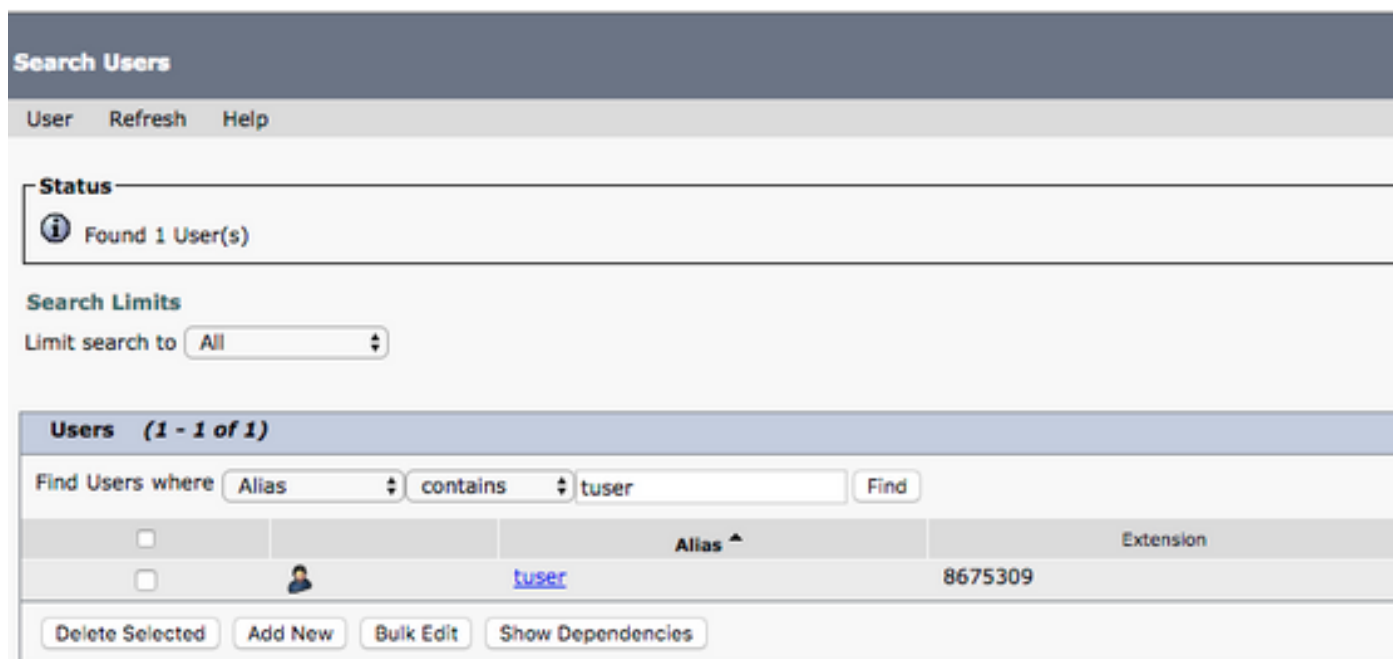 Search Users
User Refresh Help
Status
Found 1 User(s)
Search Limits
Limit search to All
Users (1 - 1 of 1)
Find Users where Alias contains tuser Find
Alias Extension
tuser 8675309
Delete Selected Add New Bulk Edit Show Dependencies